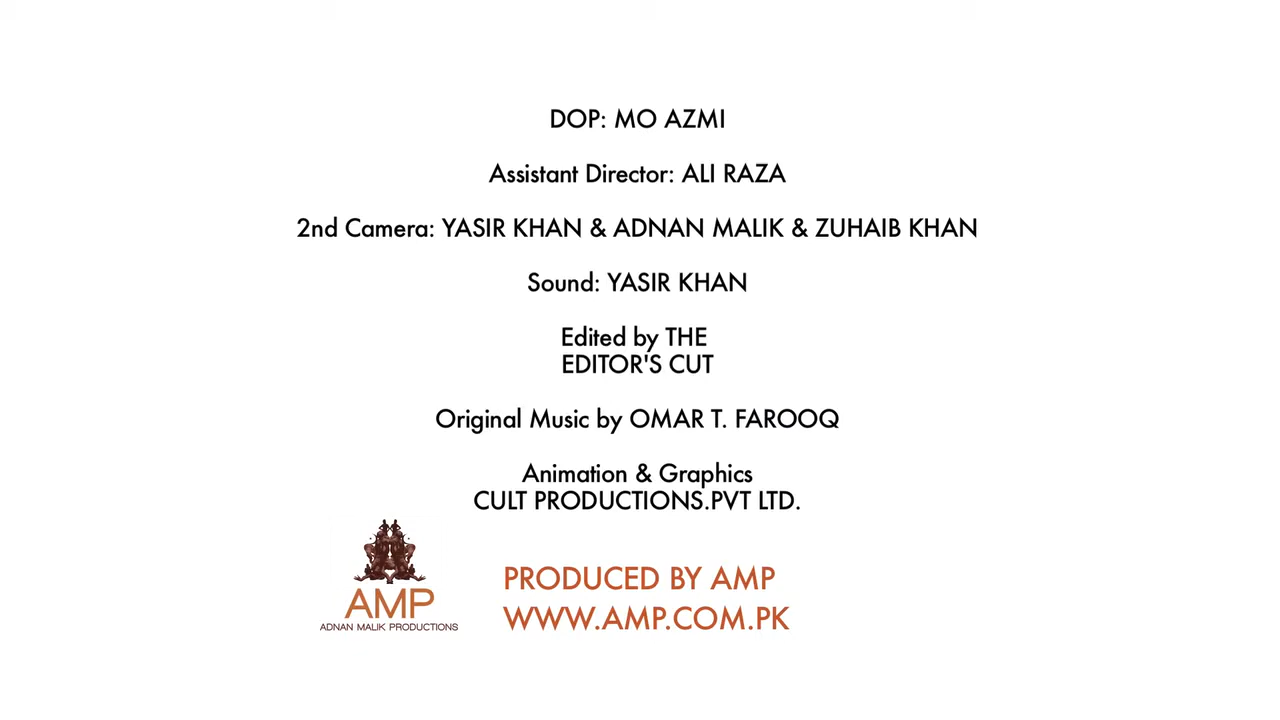 DOP: MO AZMI
Assistant Director: ALI RAZA
2nd Camera: YASIR KHAN & ADNAN MALIK & ZUHAIB KHAN
Sound: YASIR KHAN
Edited by THE
EDITOR'S CUT
Original Music by OMAR T. FAROOQ
Animation & Graphics
CULT PRODUCTIONS.PVT LTD.
AMP
ADNAN MALIK PRODUCTIONS
PRODUCED BY AMP
WWW.AMP.COM.PK